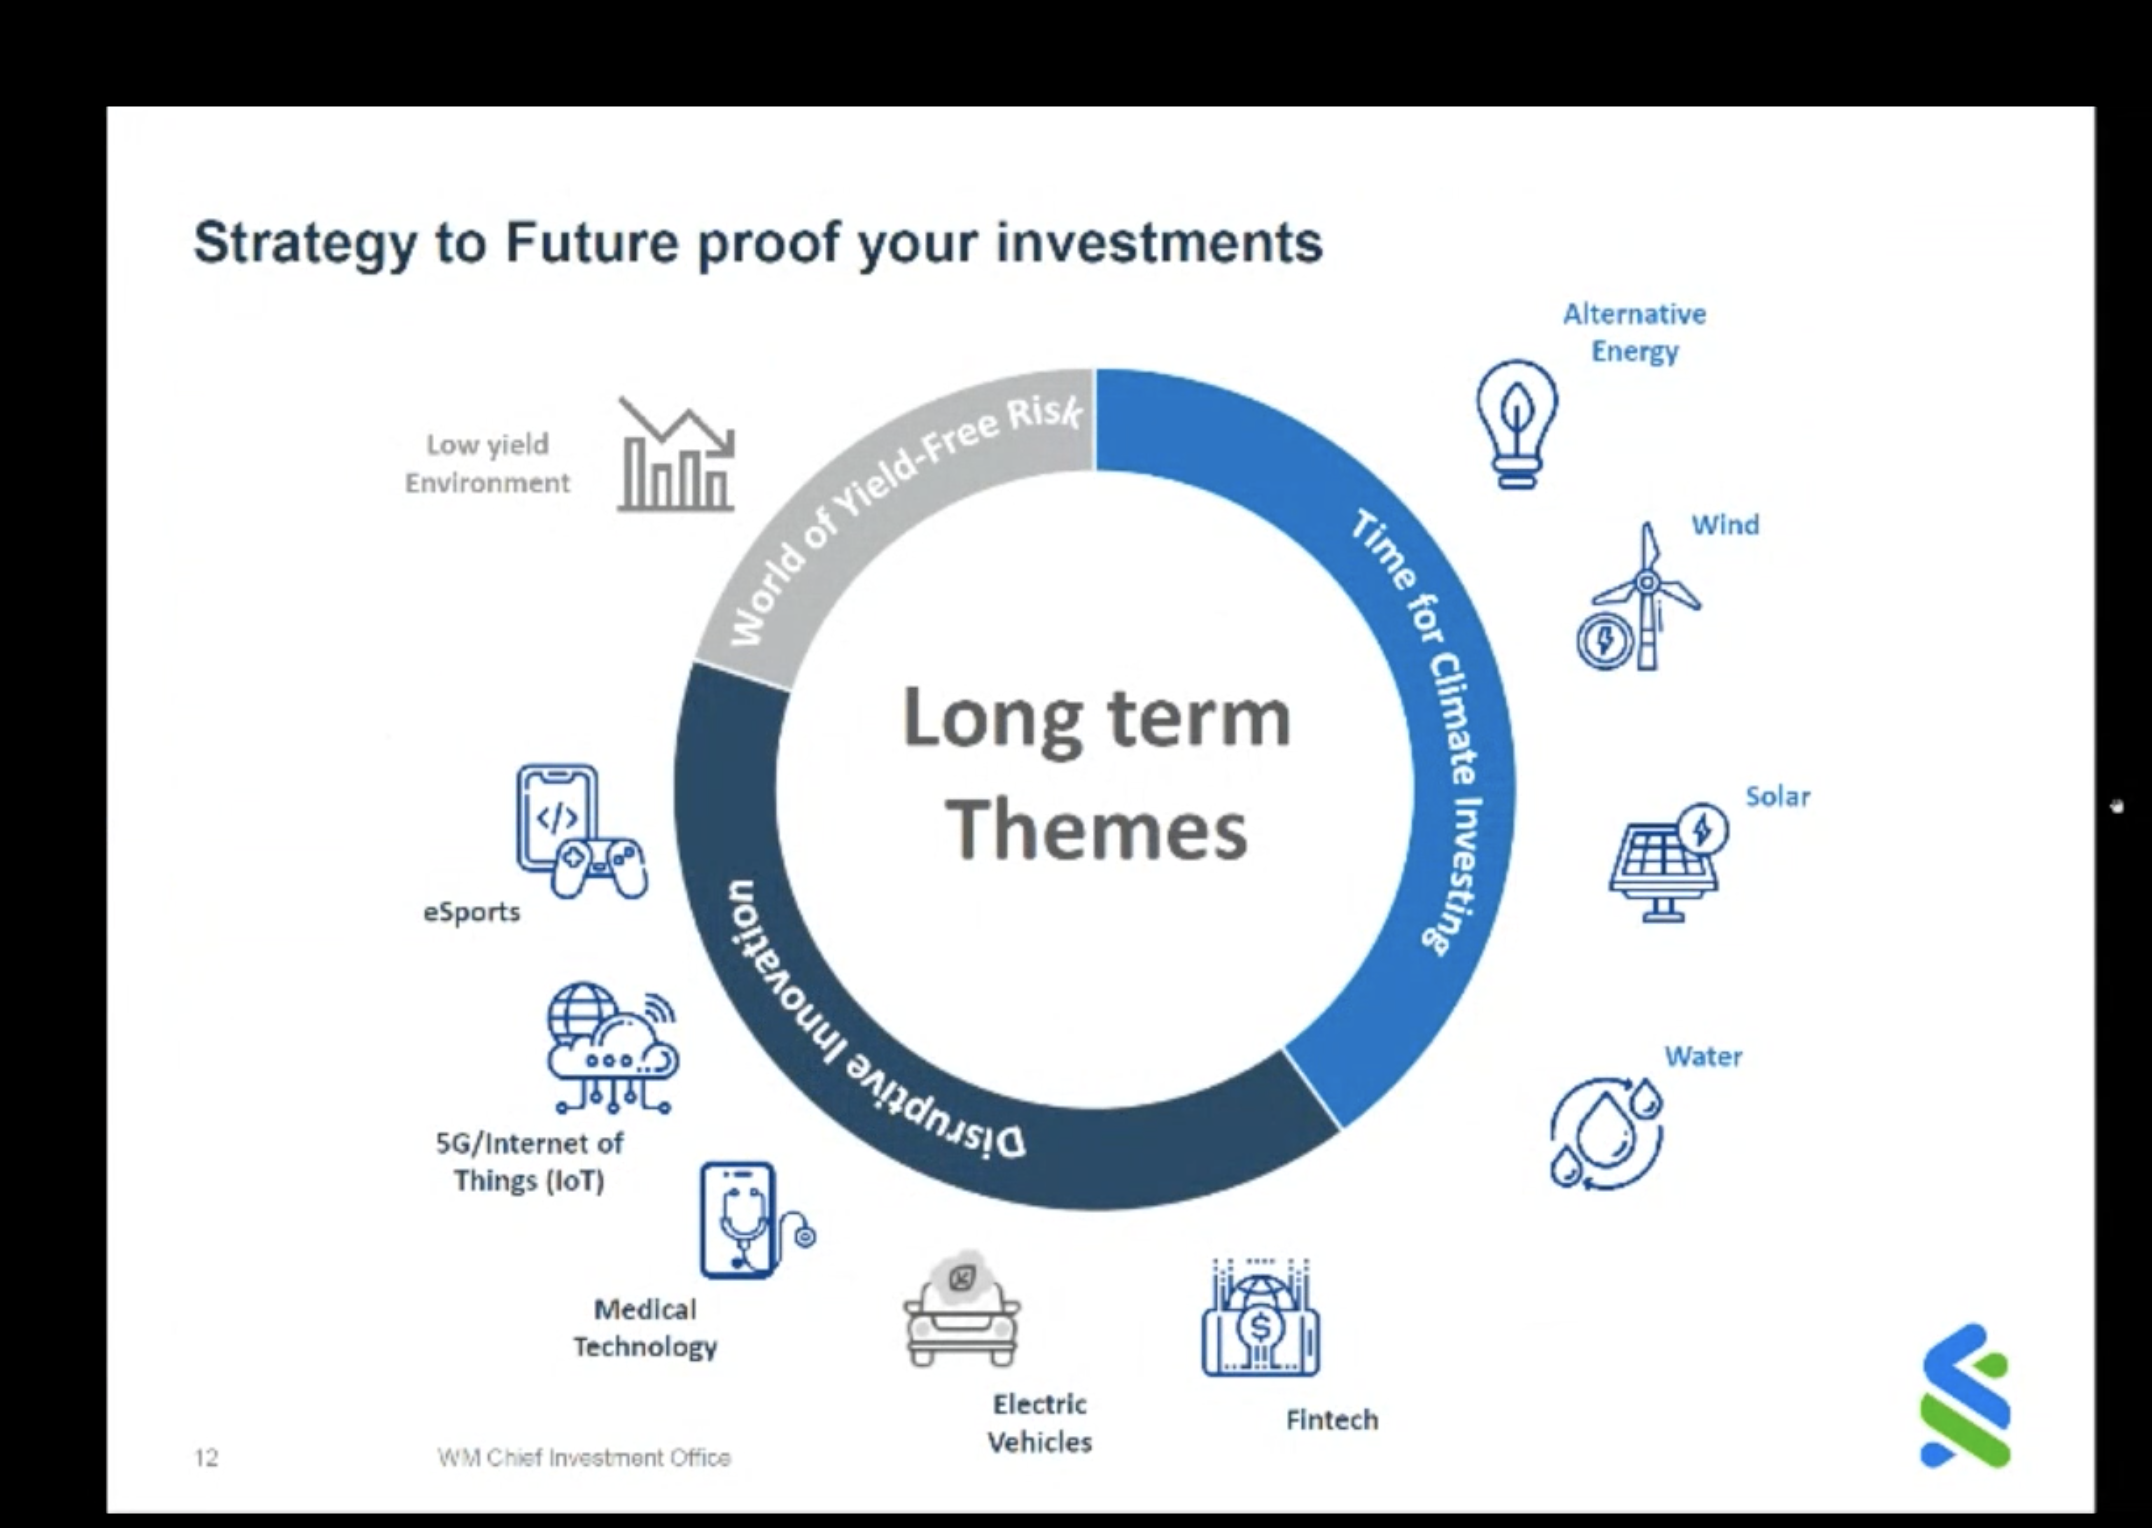 Strategy to Future proof your investments
Alternative
Energy
Wind
Solar
Water
Low yield
Environment
World of Yield-Free Risk
Time for Climate Investing
Disruptive Innovation
Long term
Themes
eSports
</>
5G/Internet of
Things (IoT)
Medical
Technology
Electric
Vehicles
$
Fintech
12
WM Chief Investment Office